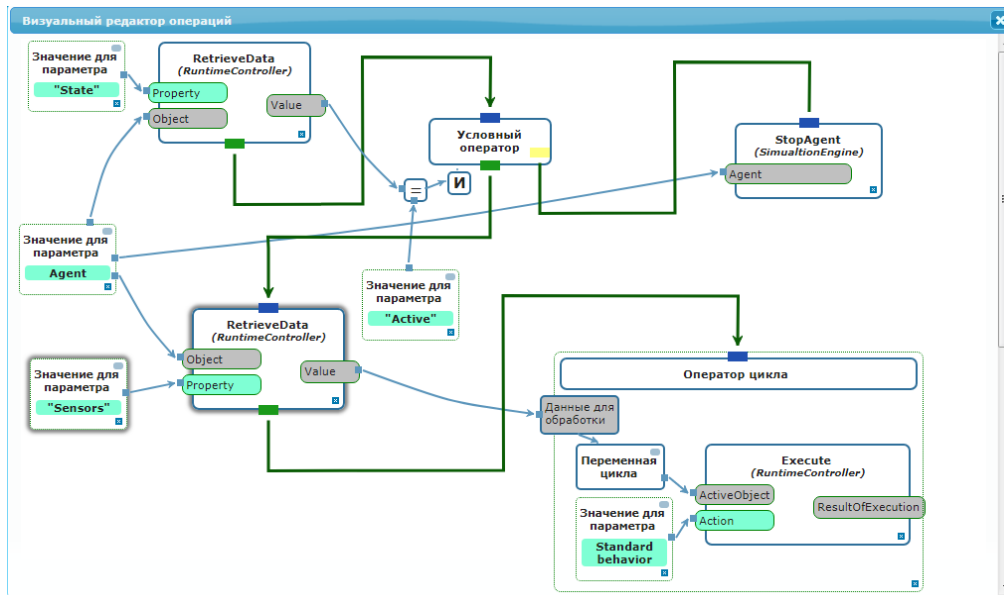 Визуальный редактор операций
Значение для
параметра
"State"
RetrieveData
(RuntimeController)
Property
Object
Value
Условный
оператор
StopAgent
(SimualtionEngine)
Agent
=
И
Значение для
параметра
Agent
Значение для
параметра
"Active"
RetrieveData
(RuntimeController)
Object
Property
Value
Значение для
параметра
"Sensors"
Оператор цикла
Данные для
обработки
Переменная
цикла
Execute
(RuntimeController)
ActiveObject
Action
ResultOfExecution
Значение для
параметра
Standard
behavior